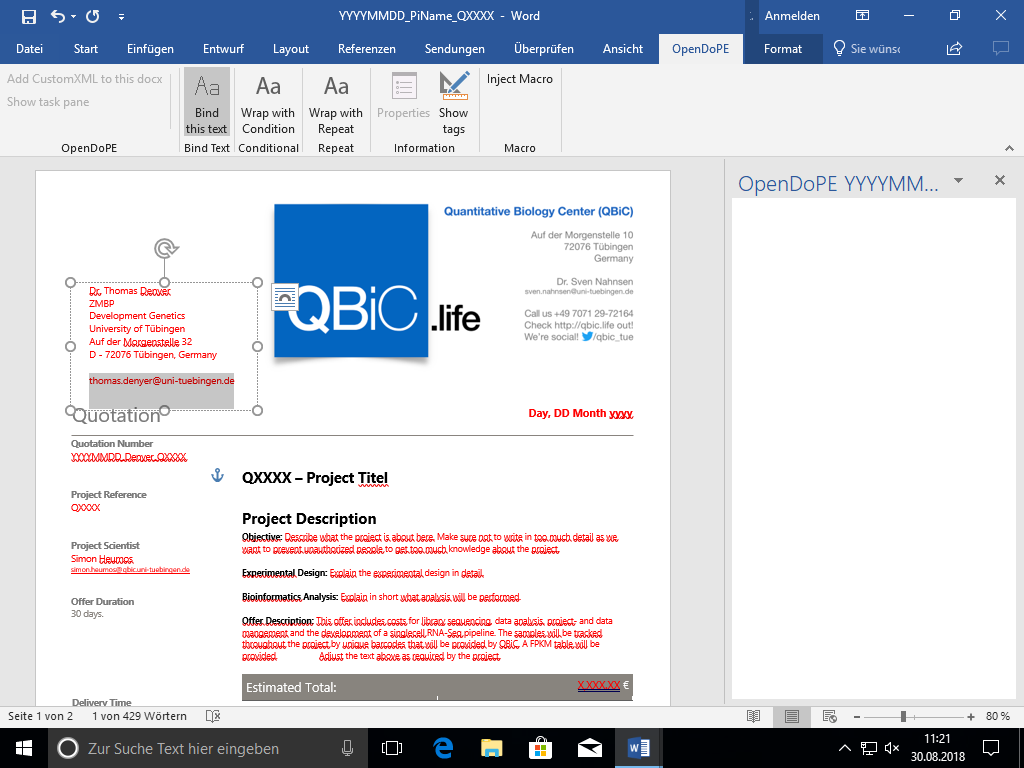 YYYYMMDD_PiName_QXXXX - Word
Anmelden
Datei
Start
Einfügen
Entwurf
Layout
Referenzen
Sendungen
Überprüfen
Ansicht
OpenDoPE
Format
Sie wünsc
Add CustomXML to this docx
Show task pane
OpenDoPE
Aa
Bind
this text
Bind Text
Aa
Wrap with
Condition
Conditional
Aa
Wrap with
Repeat
Repeat
Properties
Show
tags
Information
Inject Macro
Macro
OpenDoPE YYYYMM...
Quantitative Biology Center (QBiC)
Auf der Morgenstelle 10
72076 Tübingen
Germany
Dr. Sven Nahnsen
sven.nahnsen@uni-tuebingen.de
Call us +49 7071 29-72164
Check http://qbic.life out!
We're social! /qbic_tue
QBiC.life
Dr. Thomas Denyer
ZMBP
Development Genetics
University of Tübingen
Auf der Morgenstelle 32
D - 72076 Tübingen, Germany
thomas.denyer@uni-tuebingen.de
Quotation
Day, DD Month yyyy
Quotation Number
YYYYMMDD_Denyer_QXXXX
Project Reference
QXXXX
Project Scientist
Simon Heumos
simon.heumos@qbic.uni-tuebingen.de
Offer Duration
30 days.
Delivery Time
QXXXX – Project Titel
Project Description
Objective: Describe what the project is about here. Make sure not to write in too much detail as we
want to prevent unauthorized people to get too much knowledge about the project.
Experimental Design: Explain the experimental design in detail.
Bioinformatics Analysis: Explain in short what analysis will be performed.
Offer Description: This offer includes costs for library sequencing, data analysis, project- and data
mangement and the development of a singlecell RNA-Seq pipeline. The samples will be tracked
throughout the project by unique barcodes that will be provided by QBiC. A FPKM table will be
provided. Adjust the text above as required by the project.
Estimated Total: X.XXX,XX €
Seite 1 von 2
1 von 429 Wörtern
80 %
Zur Suche Text hier eingeben
11:21
30.08.2018